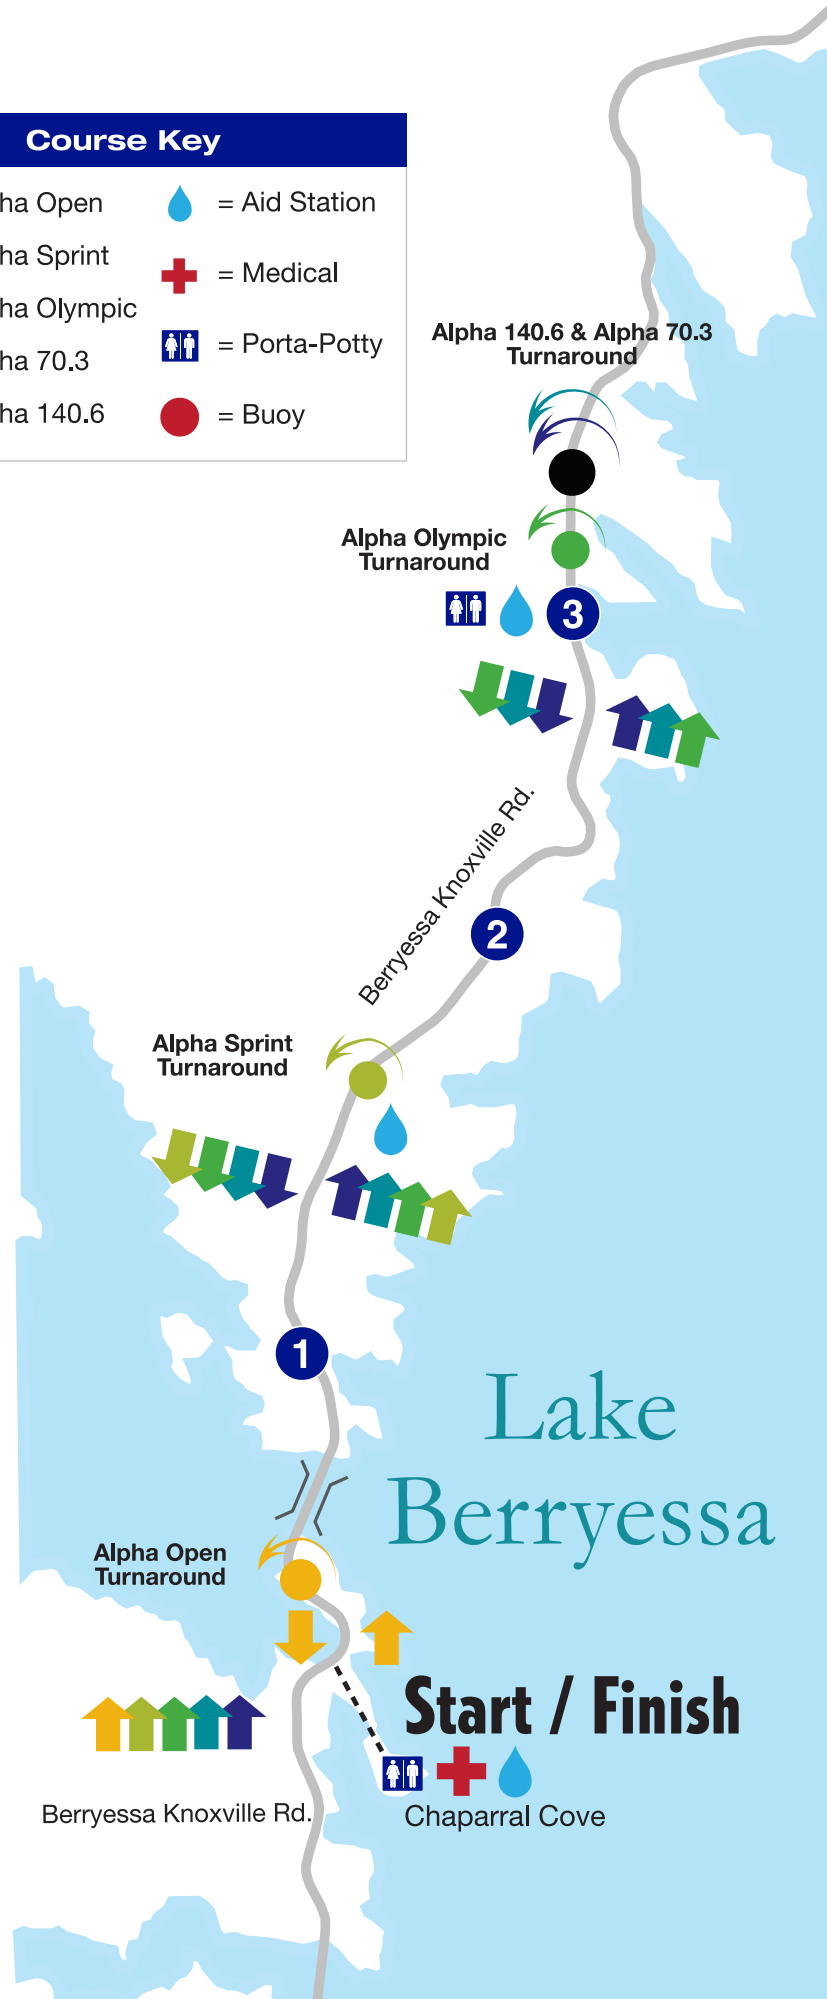 Course Key
ha Open
= Aid Station
ha Sprint
= Medical
ha Olympic
= Porta-Potty
ha 70.3
ha 140.6
= Buoy
Alpha 140.6 & Alpha 70.3
Turnaround
Alpha Olympic
Turnaround
3
Berryessa Knoxville Rd.
2
Alpha Sprint
Turnaround
1
Lake
Berryessa
Alpha Open
Turnaround
Start / Finish
Berryessa Knoxville Rd.
Chaparral Cove